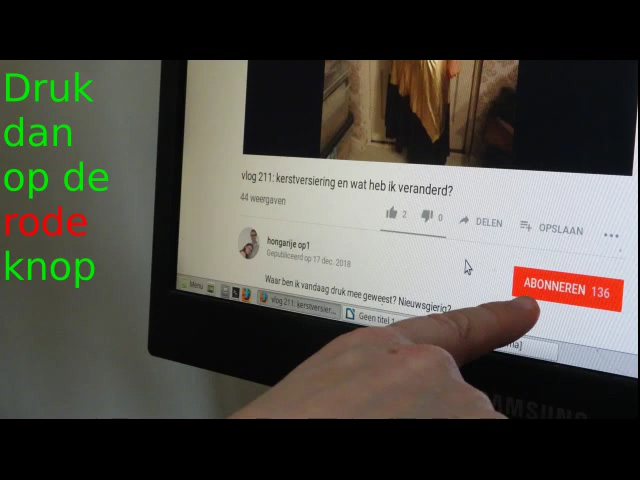 Druk
dan
op de
rode
knop
vlog 211: kerstversiering en wat heb ik veranderd?
44 weergaven
2 0 DELEN OPSLAAN
hongarije op1
Gepubliceerd op 17 dec. 2018
ABONNEREN 136
Waar ben ik vandaag druk mee geweest? Nieuwsgierig?
Menu vlog 211: kerstversier... Geen titel 1
SAMSUNG